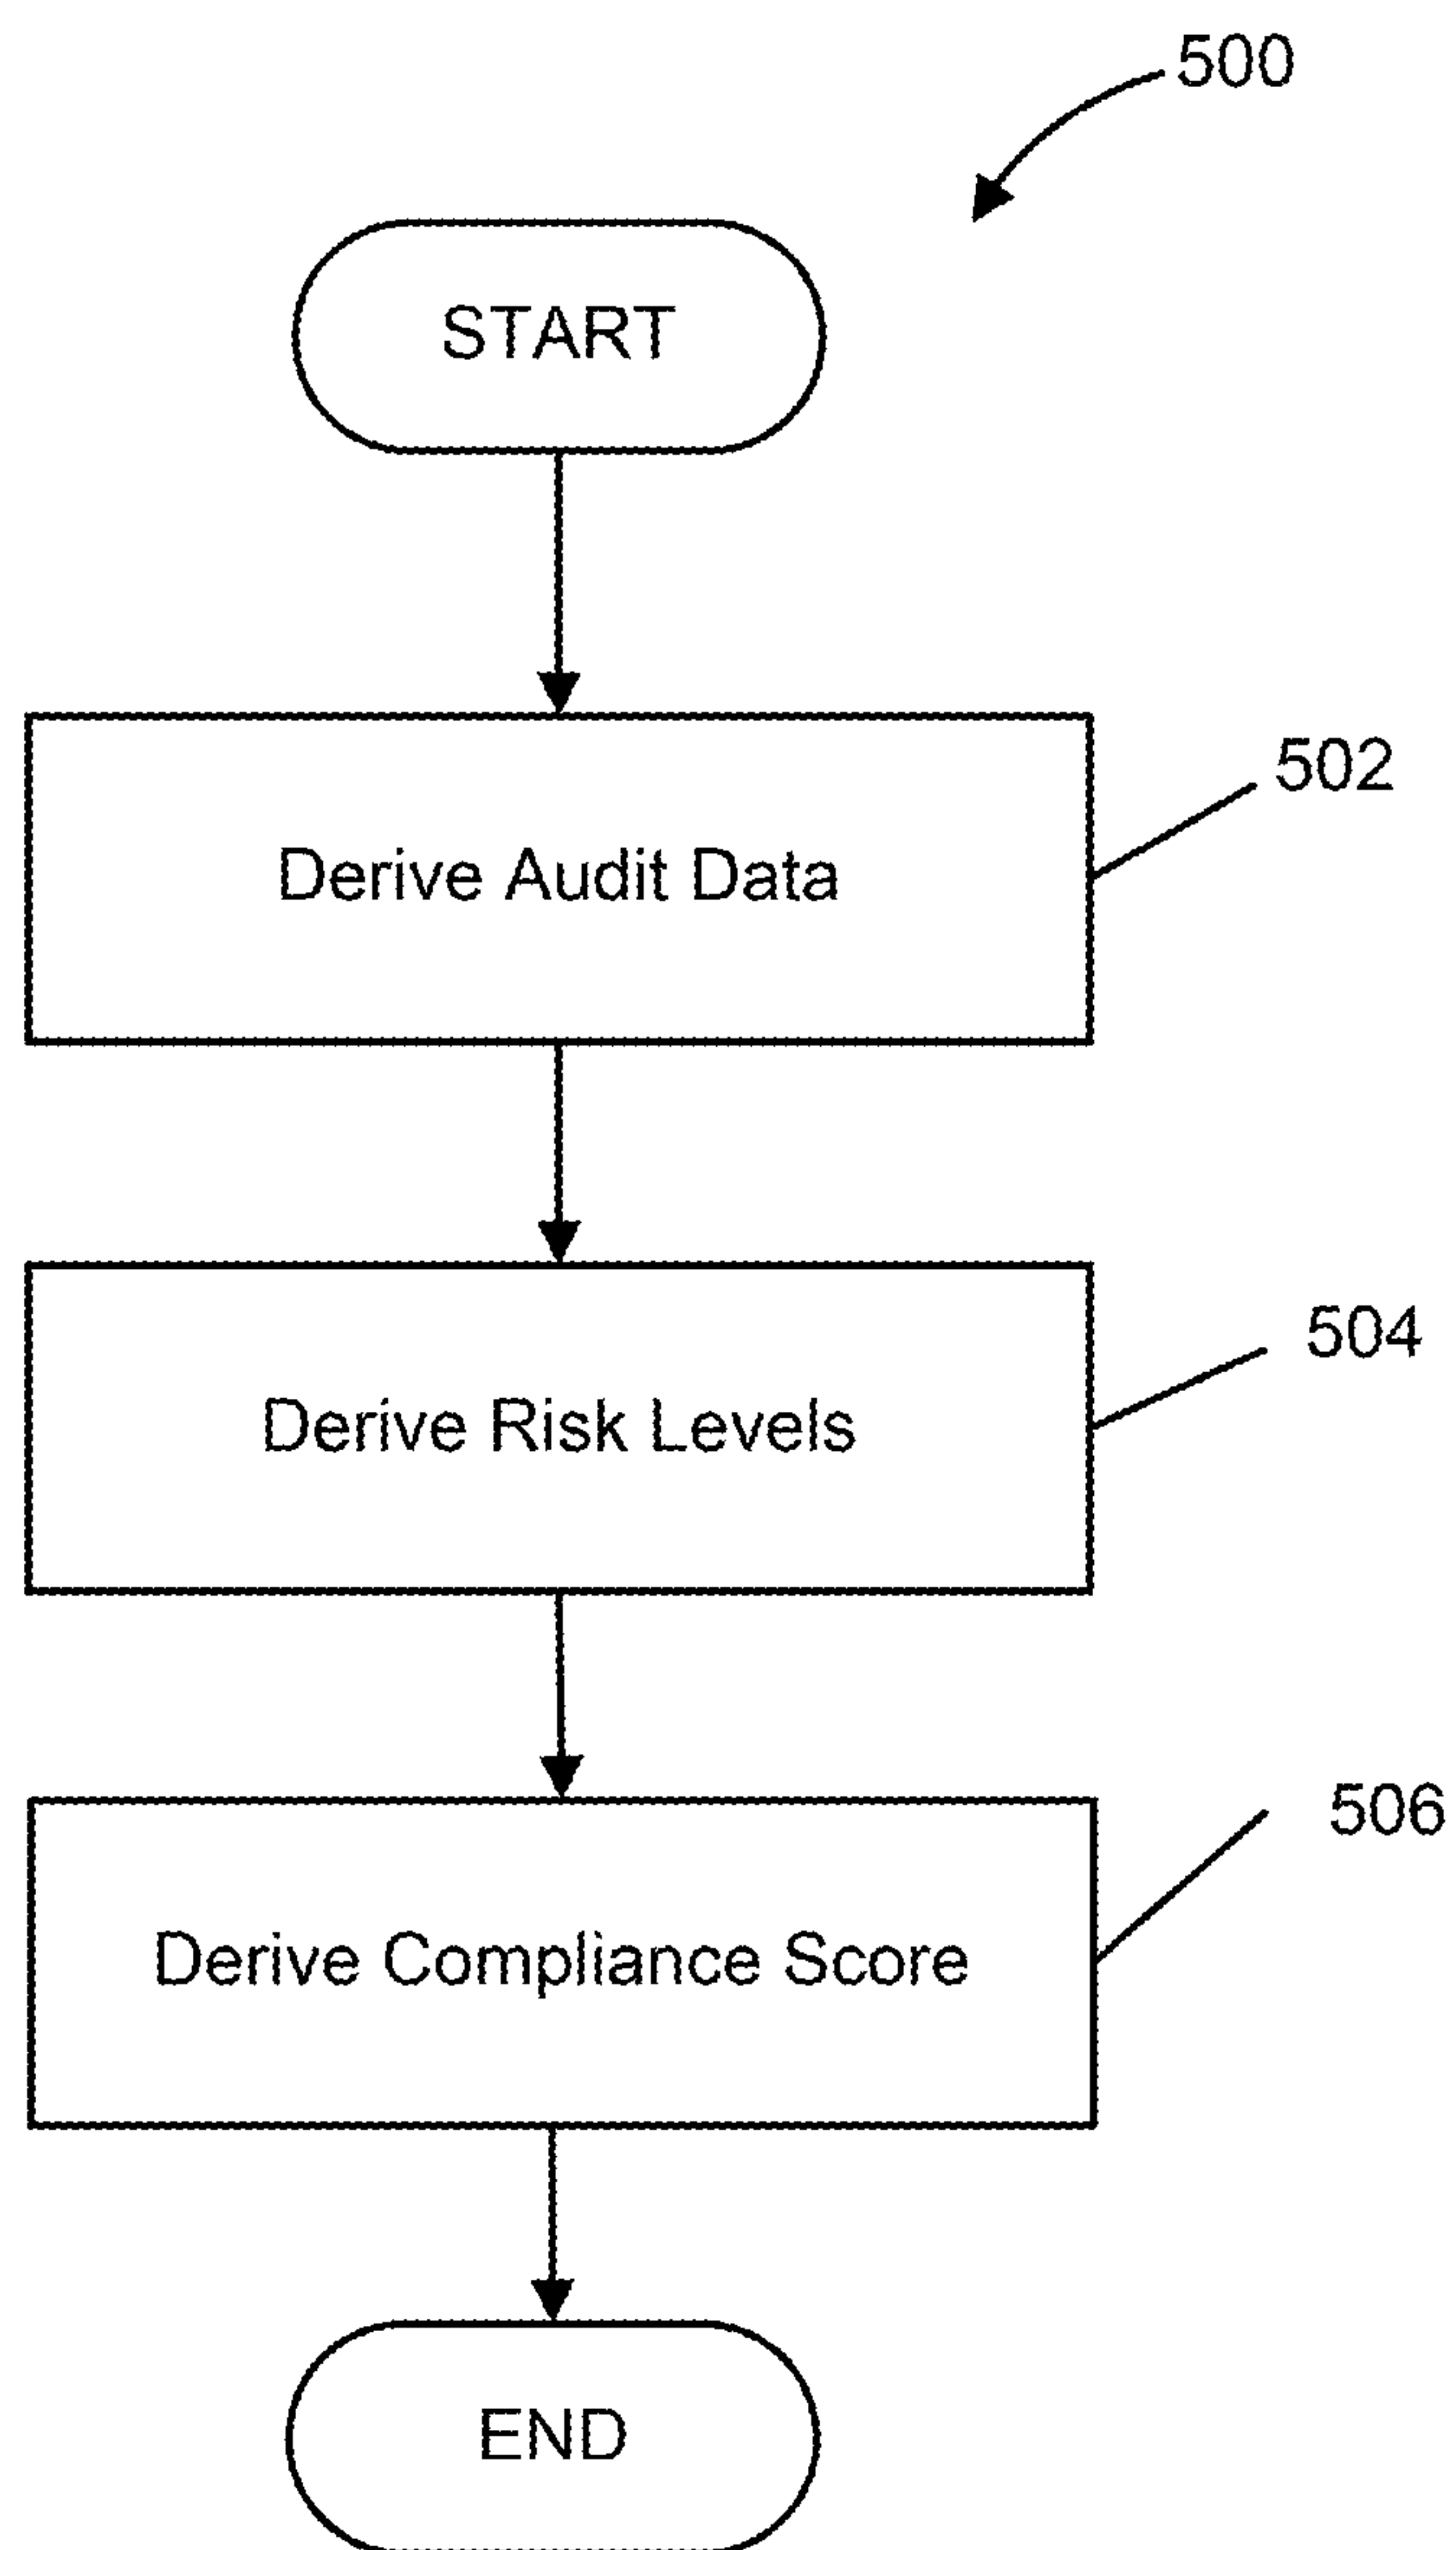 500
START
502
Derive Audit Data
504
Derive Risk Levels
506
Derive Compliance Score
END